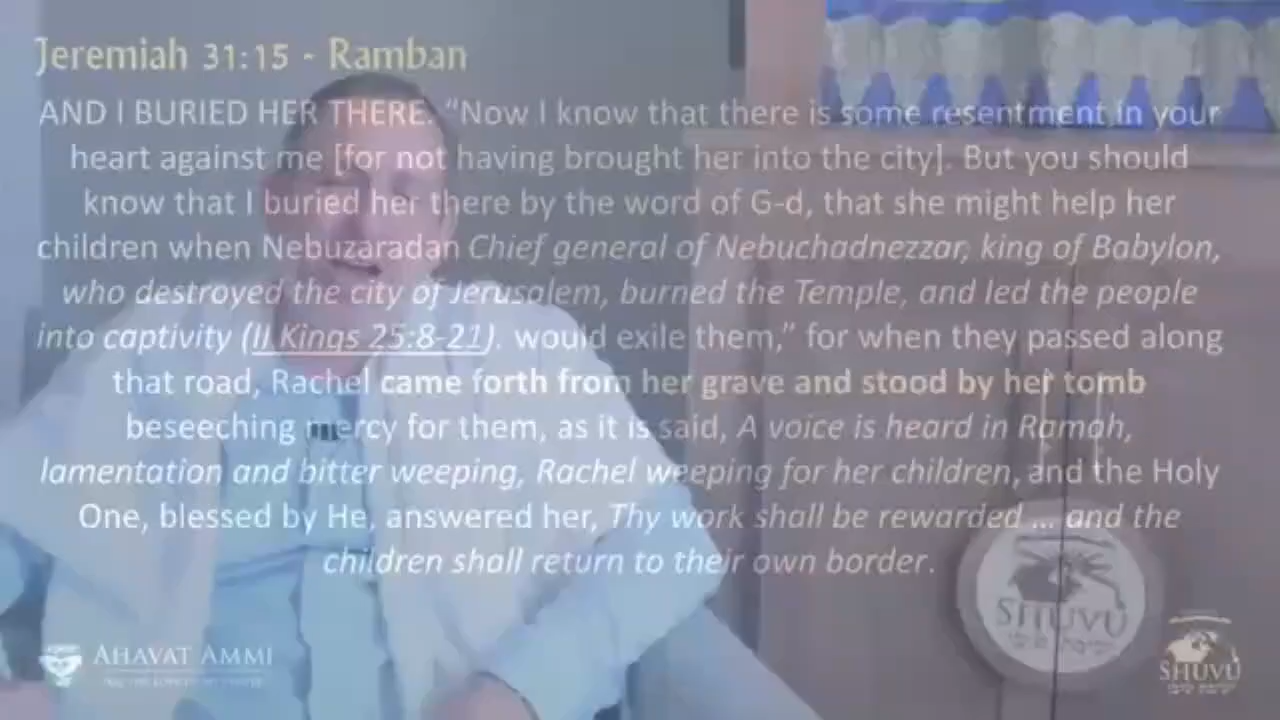 Jeremiah 31:15 - Ramban
AND I BURIED HER THERE. “Now I know that there is some resentment in your
heart against me [for not having brought her into the city]. But you should
know that I buried her there by the word of G-d, that she might help her
children when Nebuzaradan Chief general of Nebuchadnezzar, king of Babylon,
who destroyed the city of Jerusalem, burned the Temple, and led the people
into captivity (II Kings 25:8-21). would exile them,” for when they passed along
that road, Rachel came forth from her grave and stood by her tomb
beseeching mercy for them, as it is said, A voice is heard in Ramah,
lamentation and bitter weeping, Rachel weeping for her children, and the Holy
One, blessed by He, answered her, Thy work shall be rewarded ... and the
children shall return to their own border.
SHUVU
AHAVAT AMMI
SHUVU